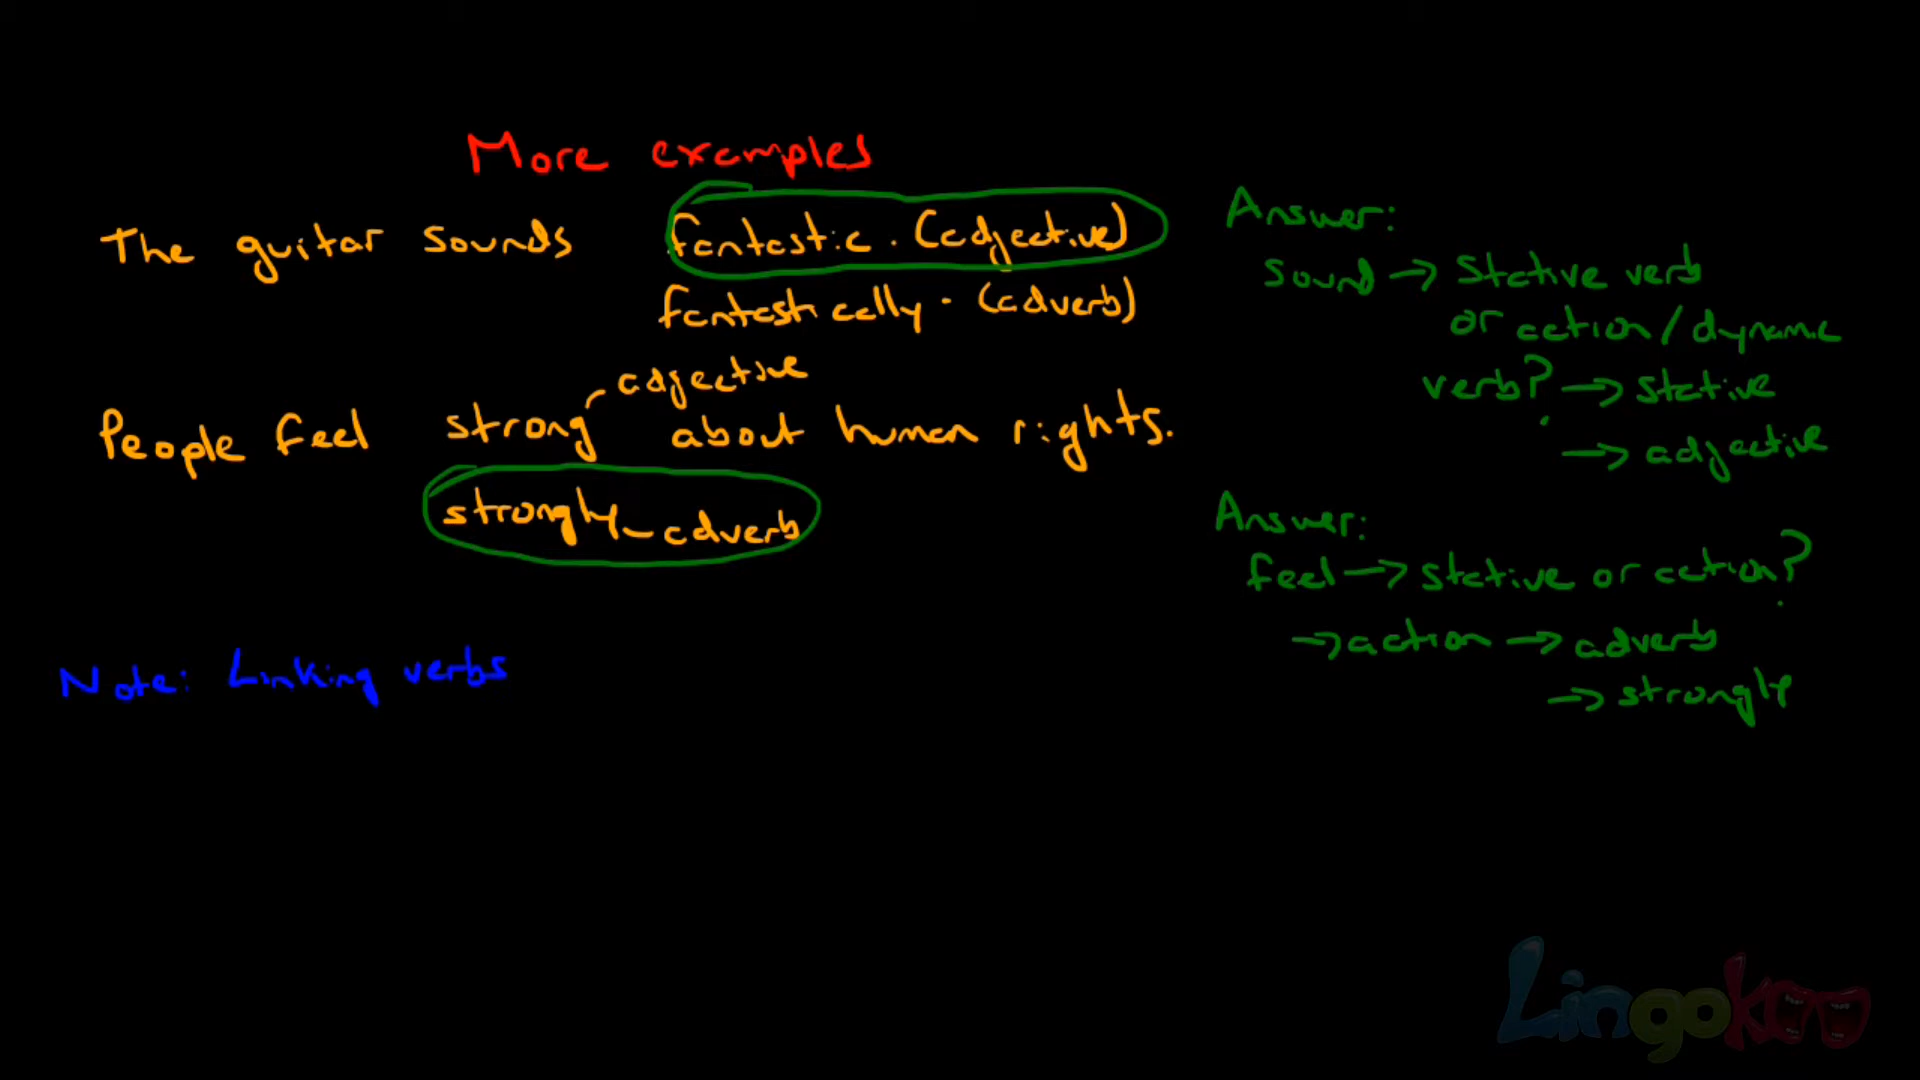 More examples
The guitar sounds fantastic. (adjective)
fantastically. (adverb)
adjective
People feel strong about human rights.
strongly - adverb
Note: Linking verbs
Answer:
sound → Stative verb
or action / dynamic
verb? → stative
→ adjective
Answer:
feel → stative or action?
→ action → adverb
→ strongly
Lingokoo